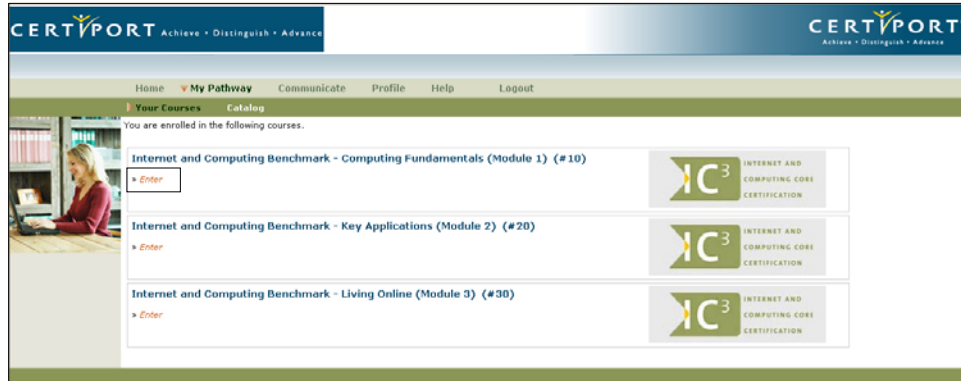 CERTIPORT Achieve • Distinguish • Advance
CERTIPORT
Achieve • Distinguish • Advance
Home My Pathway Communicate Profile Help Logout
Your Courses Catalog
You are enrolled in the following courses.
Internet and Computing Benchmark - Computing Fundamentals (Module 1) (#10)
» Enter
IC3
INTERNET AND
COMPUTING CORE
CERTIFICATION
Internet and Computing Benchmark - Key Applications (Module 2) (#20)
» Enter
IC3
INTERNET AND
COMPUTING CORE
CERTIFICATION
Internet and Computing Benchmark - Living Online (Module 3) (#30)
» Enter
IC3
INTERNET AND
COMPUTING CORE
CERTIFICATION